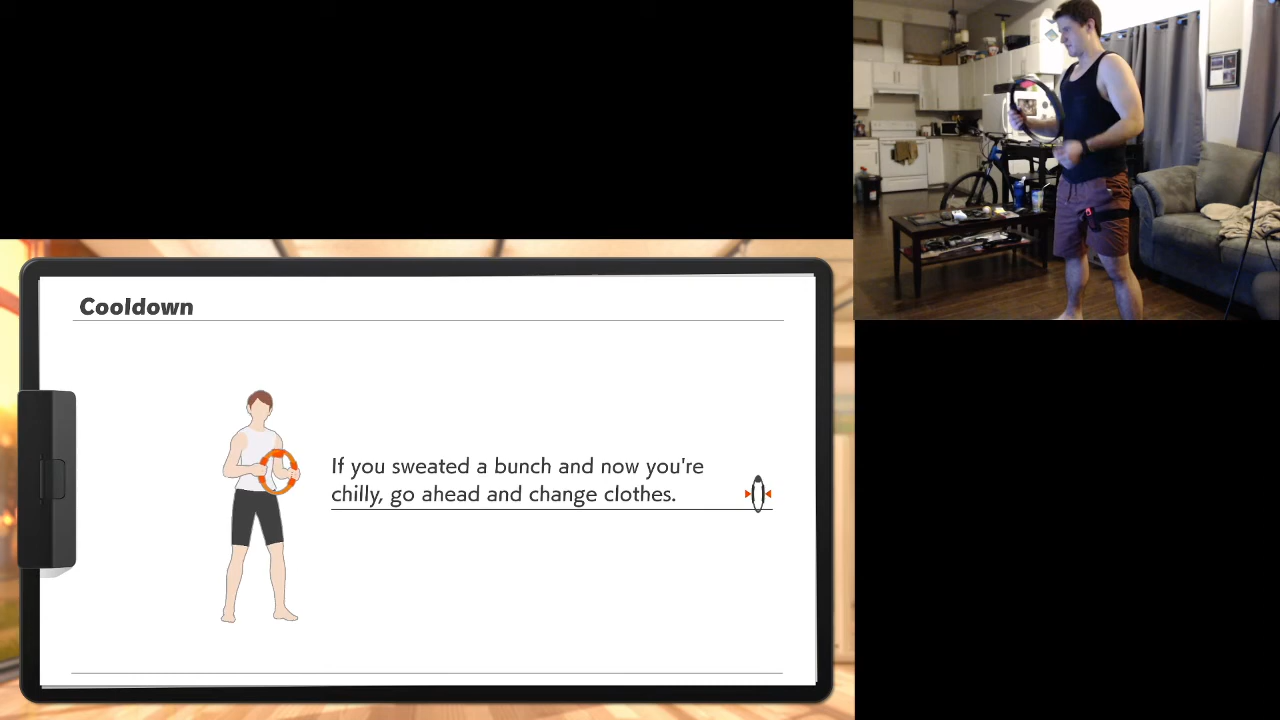 Cooldown
If you sweated a bunch and now you're
chilly, go ahead and change clothes.